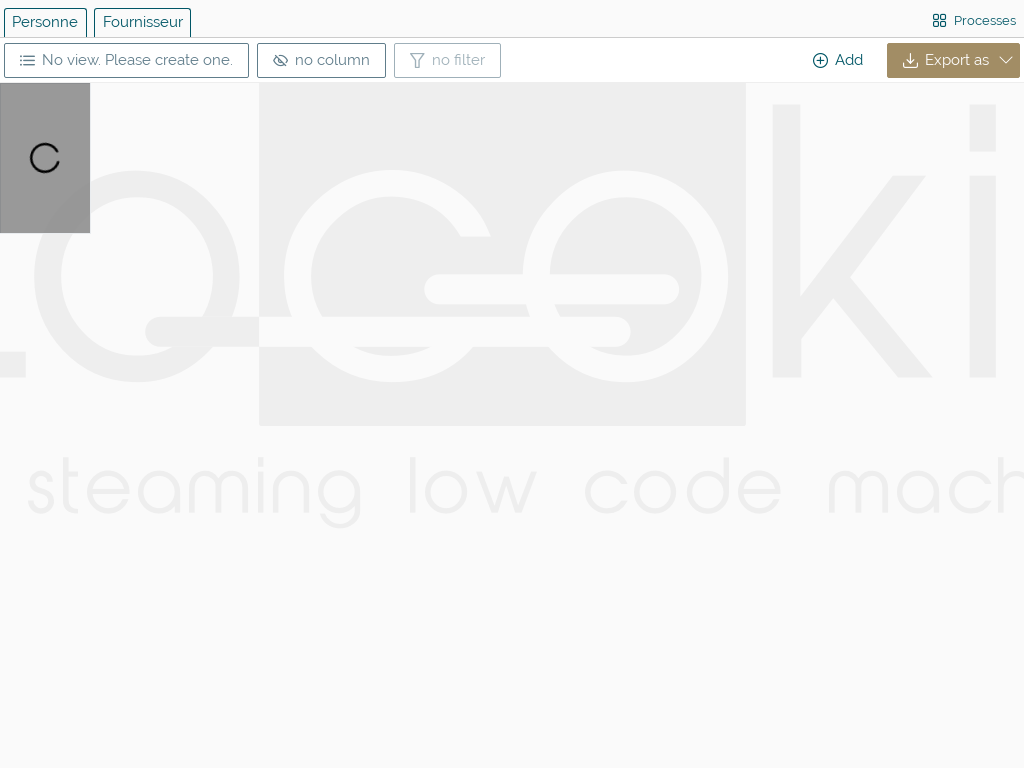 Personne Fournisseur Processes
No view. Please create one. no column no filter Add Export as
.Qooki
steaming low code mach